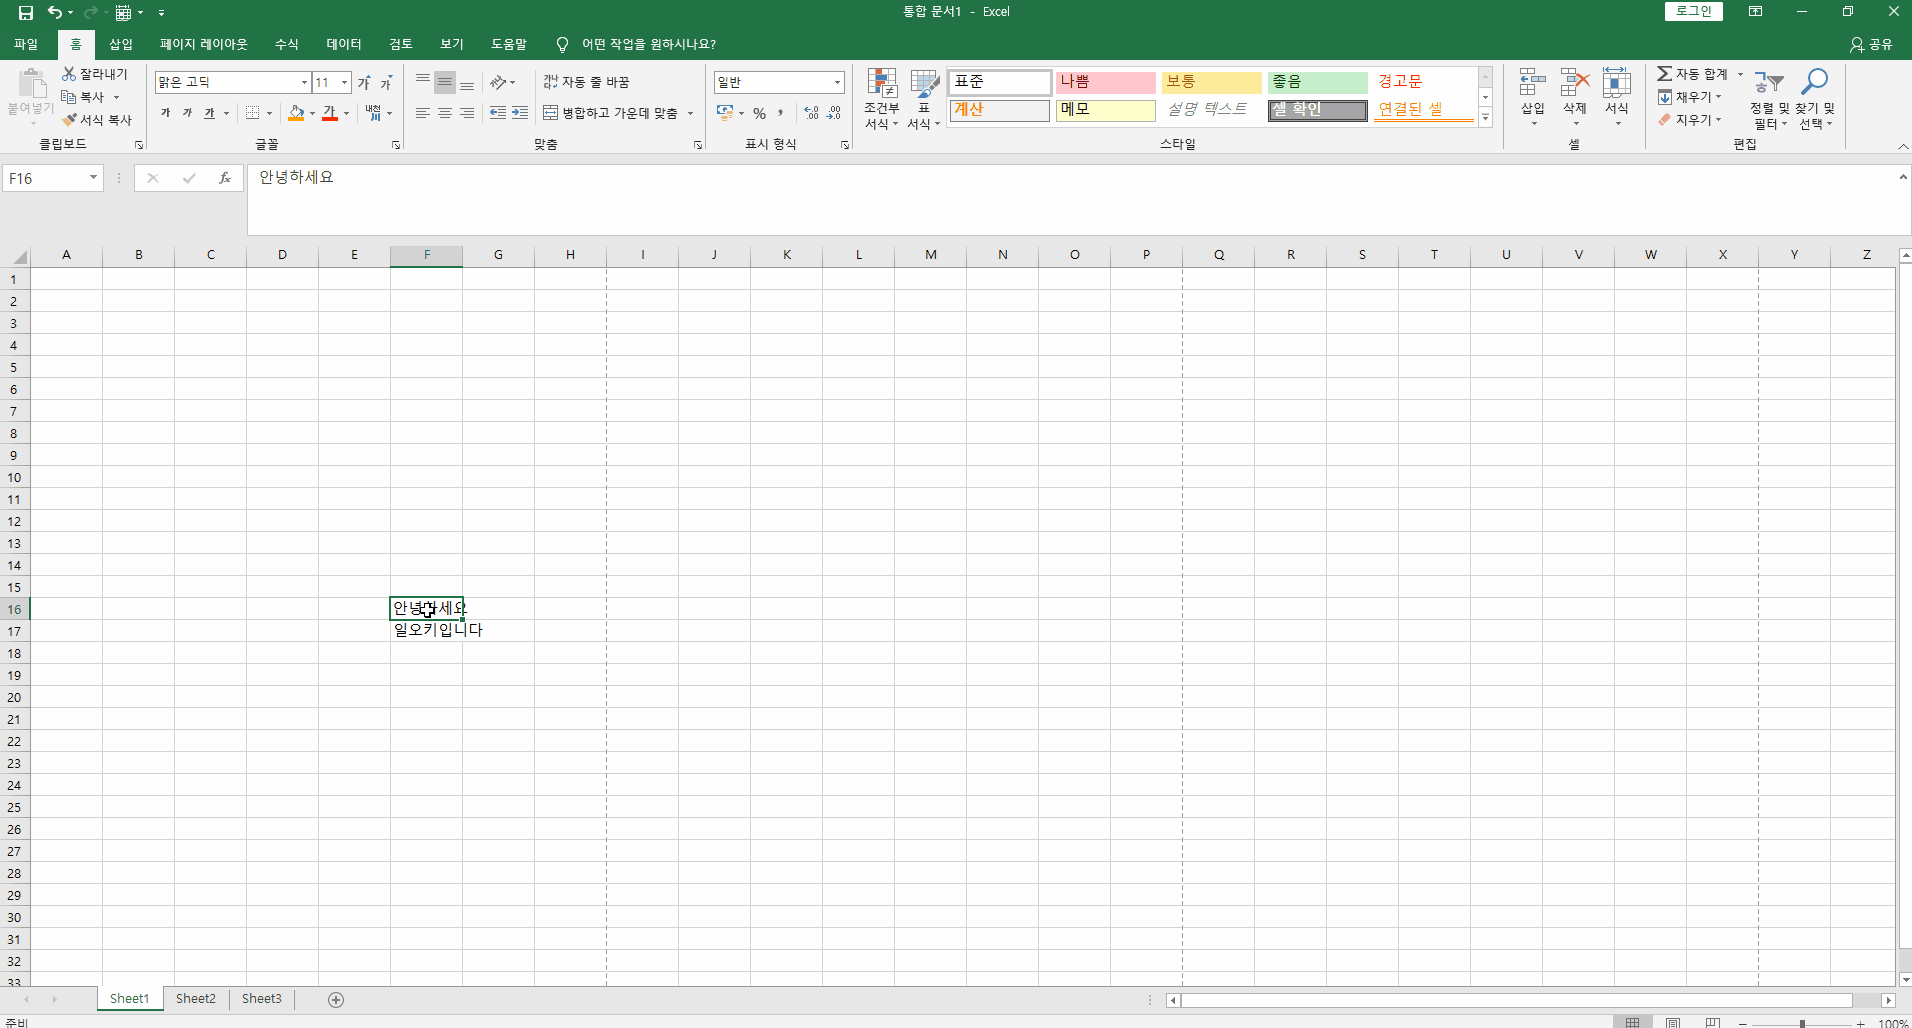 통합 문서1 - Excel
로그인
파일 홈 삽입 페이지 레이아웃 수식 데이터 검토 보기 도움말 어떤 작업을 원하시나요? 공유
붙여넣기
잘라내기
복사
서식 복사
클립보드
맑은 고딕 11 가 가
가 가 가 가 내천
글꼴
자동 줄 바꿈
병합하고 가운데 맞춤
맞춤
일반
% ,
표시 형식
조건부 서식
표 서식
표준 나쁨 보통 좋음 경고문
계산 메모 설명 텍스트 셀 확인 연결된 셀
스타일
삽입 삭제 서식
셀
자동 합계
채우기
지우기
정렬 및 필터
찾기 및 선택
편집
F16 fx 안녕하세요
A B C D E F G H I J K L M N O P Q R S T U V W X Y Z
1
2
3
4
5
6
7
8
9
10
11
12
13
14
15
16 안녕하세요
17 일오키입니다
18
19
20
21
22
23
24
25
26
27
28
29
30
31
32
33
Sheet1 Sheet2 Sheet3
준비 100%